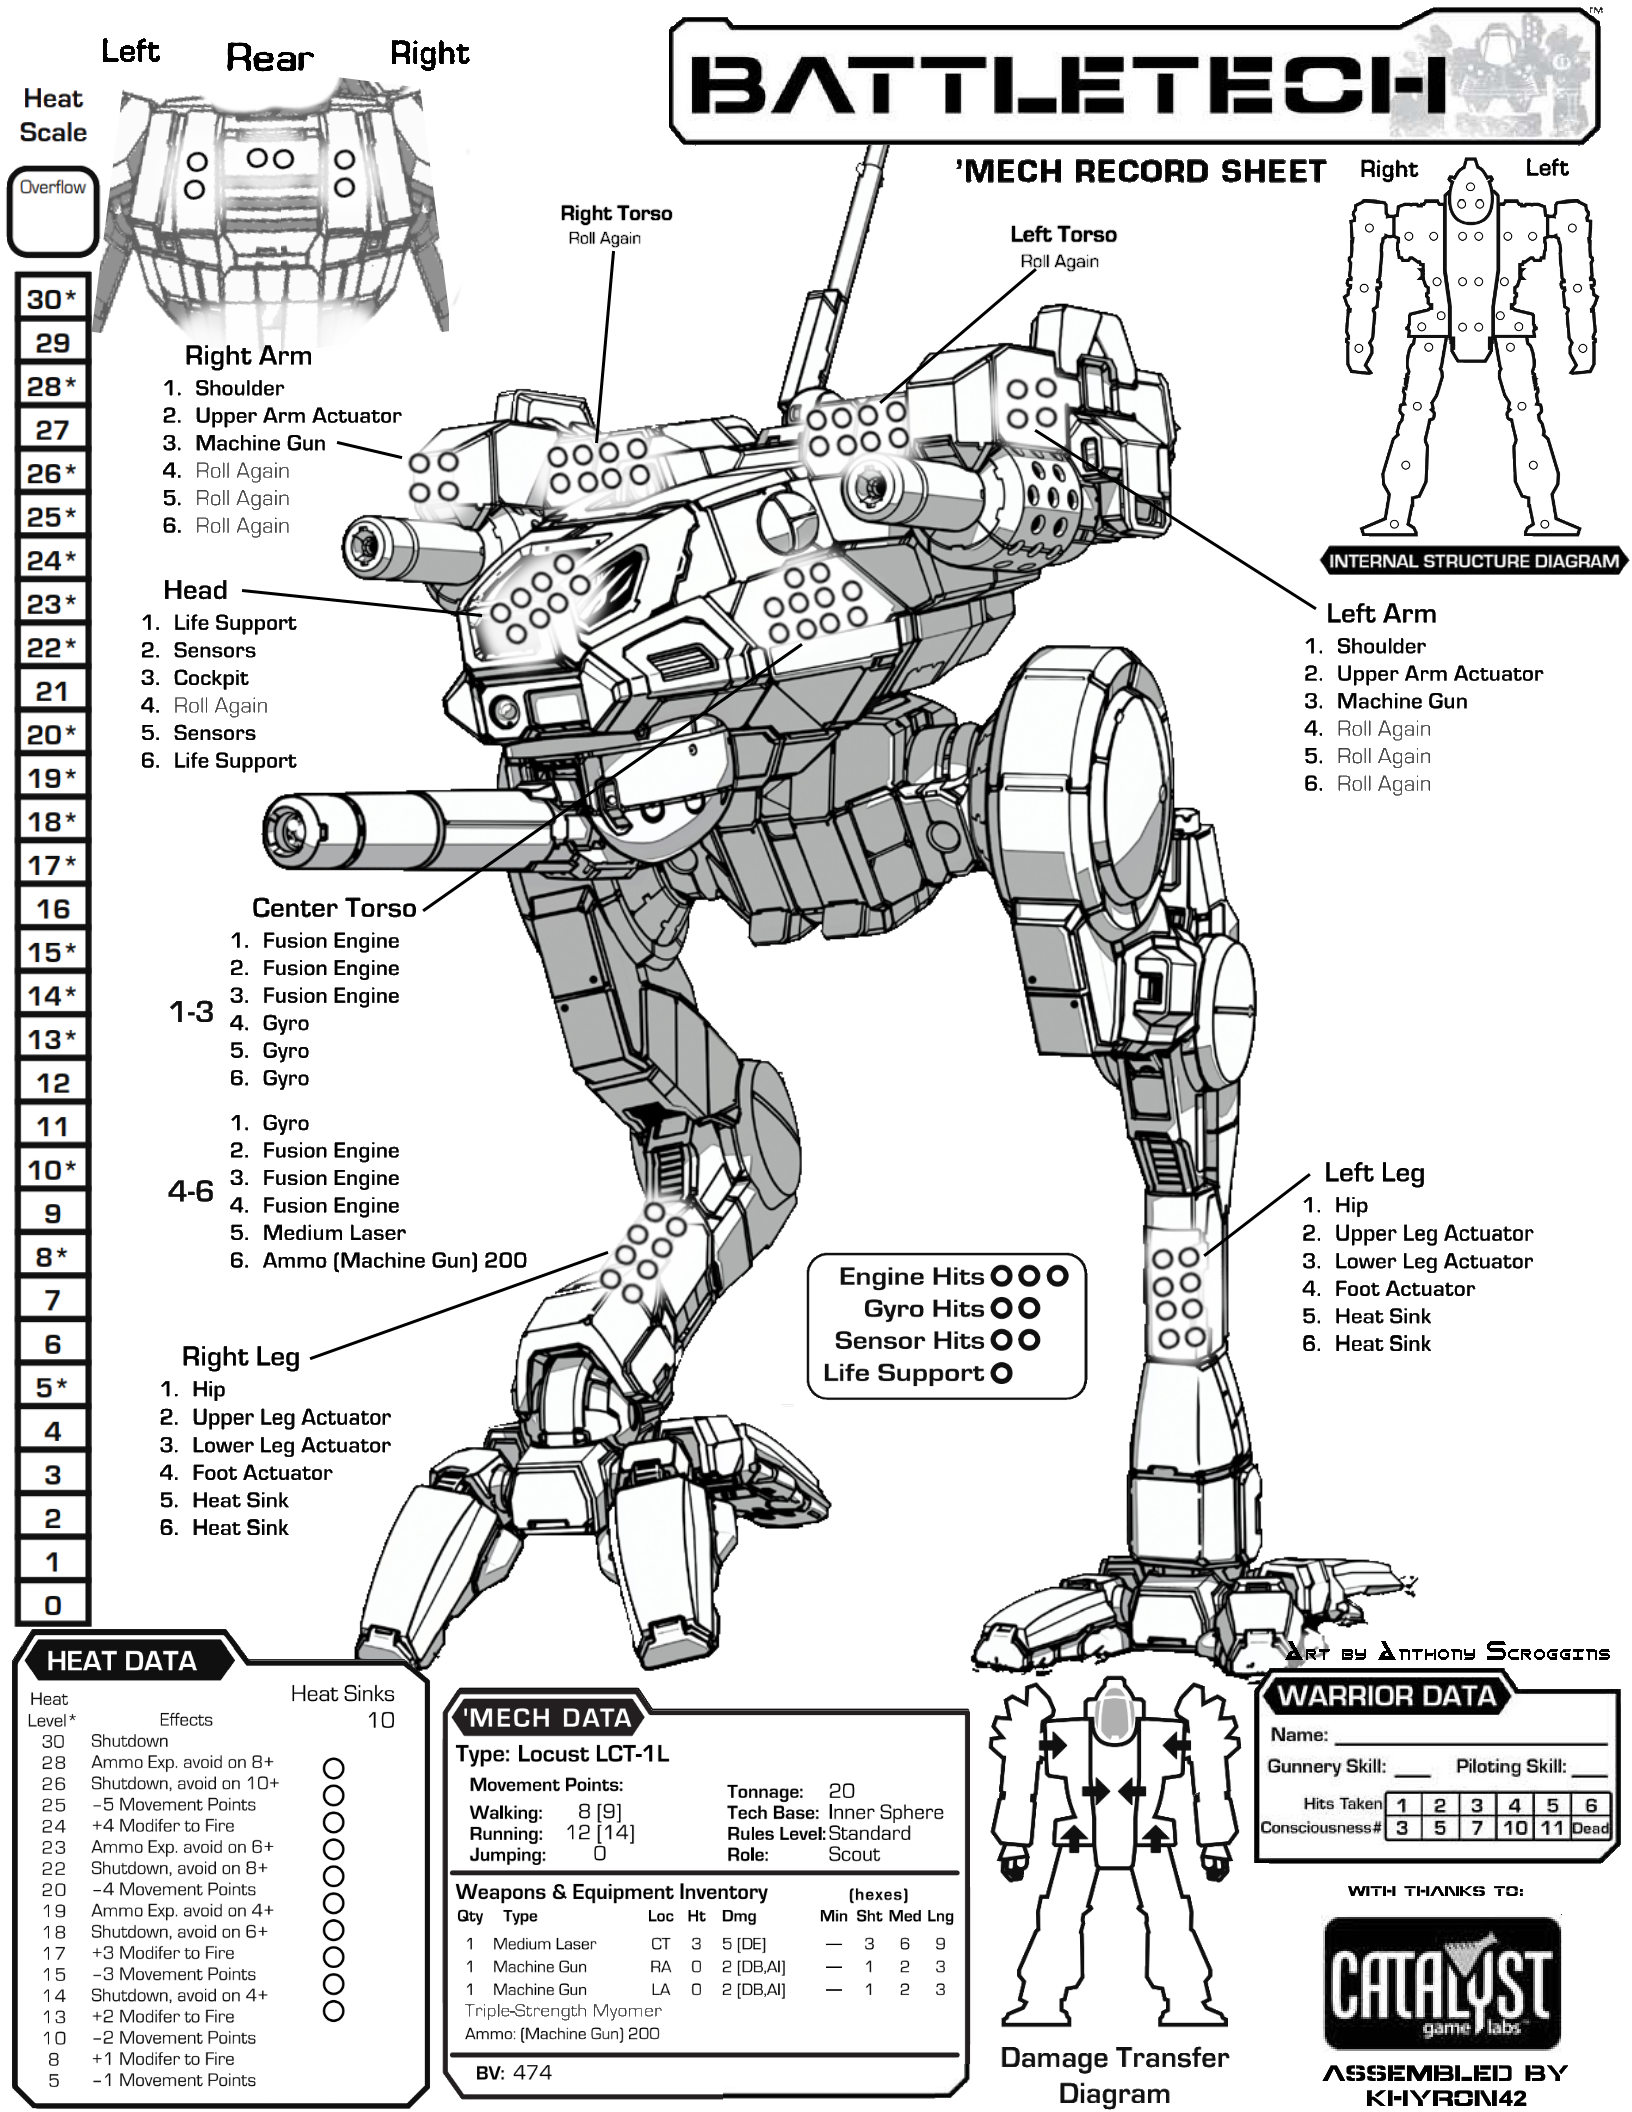 BATTLETECH
™
'MECH RECORD SHEET
Left Rear Right
Heat
Scale
Overflow
30*
29
28*
27
26*
25*
24*
23*
22*
21
20*
19*
18*
17*
16
15*
14*
13*
12
11
10*
9
8*
7
6
5*
4
3
2
1
0
Right Torso
Roll Again
Left Torso
Roll Again
Right Left
INTERNAL STRUCTURE DIAGRAM
Right Arm
1. Shoulder
2. Upper Arm Actuator
3. Machine Gun
4. Roll Again
5. Roll Again
6. Roll Again
Head
1. Life Support
2. Sensors
3. Cockpit
4. Roll Again
5. Sensors
6. Life Support
Left Arm
1. Shoulder
2. Upper Arm Actuator
3. Machine Gun
4. Roll Again
5. Roll Again
6. Roll Again
Center Torso
1-3
1. Fusion Engine
2. Fusion Engine
3. Fusion Engine
4. Gyro
5. Gyro
6. Gyro
4-6
1. Gyro
2. Fusion Engine
3. Fusion Engine
4. Fusion Engine
5. Medium Laser
6. Ammo (Machine Gun) 200
Left Leg
1. Hip
2. Upper Leg Actuator
3. Lower Leg Actuator
4. Foot Actuator
5. Heat Sink
6. Heat Sink
Engine Hits
Gyro Hits
Sensor Hits
Life Support
Right Leg
1. Hip
2. Upper Leg Actuator
3. Lower Leg Actuator
4. Foot Actuator
5. Heat Sink
6. Heat Sink
Art by Anthony Scroggins
HEAT DATA
Heat
Level* Effects
Heat Sinks
10
30 Shutdown
28 Ammo Exp. avoid on 8+
26 Shutdown, avoid on 10+
25 –5 Movement Points
24 +4 Modifer to Fire
23 Ammo Exp. avoid on 6+
22 Shutdown, avoid on 8+
20 –4 Movement Points
19 Ammo Exp. avoid on 4+
18 Shutdown, avoid on 6+
17 +3 Modifer to Fire
15 –3 Movement Points
14 Shutdown, avoid on 4+
13 +2 Modifer to Fire
10 –2 Movement Points
8 +1 Modifer to Fire
5 –1 Movement Points
'MECH DATA
Type: Locust LCT-1L
Movement Points:
Walking: 8 [9]
Running: 12 [14]
Jumping: 0
Tonnage: 20
Tech Base: Inner Sphere
Rules Level: Standard
Role: Scout
Weapons & Equipment Inventory (hexes)
Qty Type Loc Ht Dmg Min Sht Med Lng
1 Medium Laser CT 3 5 [DE] — 3 6 9
1 Machine Gun RA 0 2 [DB,AI] — 1 2 3
1 Machine Gun LA 0 2 [DB,AI] — 1 2 3
Triple-Strength Myomer
Ammo: (Machine Gun) 200
BV: 474
Damage Transfer
Diagram
WARRIOR DATA
Name:
Gunnery Skill: Piloting Skill:
Hits Taken 1 2 3 4 5 6
Consciousness# 3 5 7 10 11 Dead
WITH THANKS TO:
CATALYST
game labs™
ASSEMBLED BY
KHYRON42